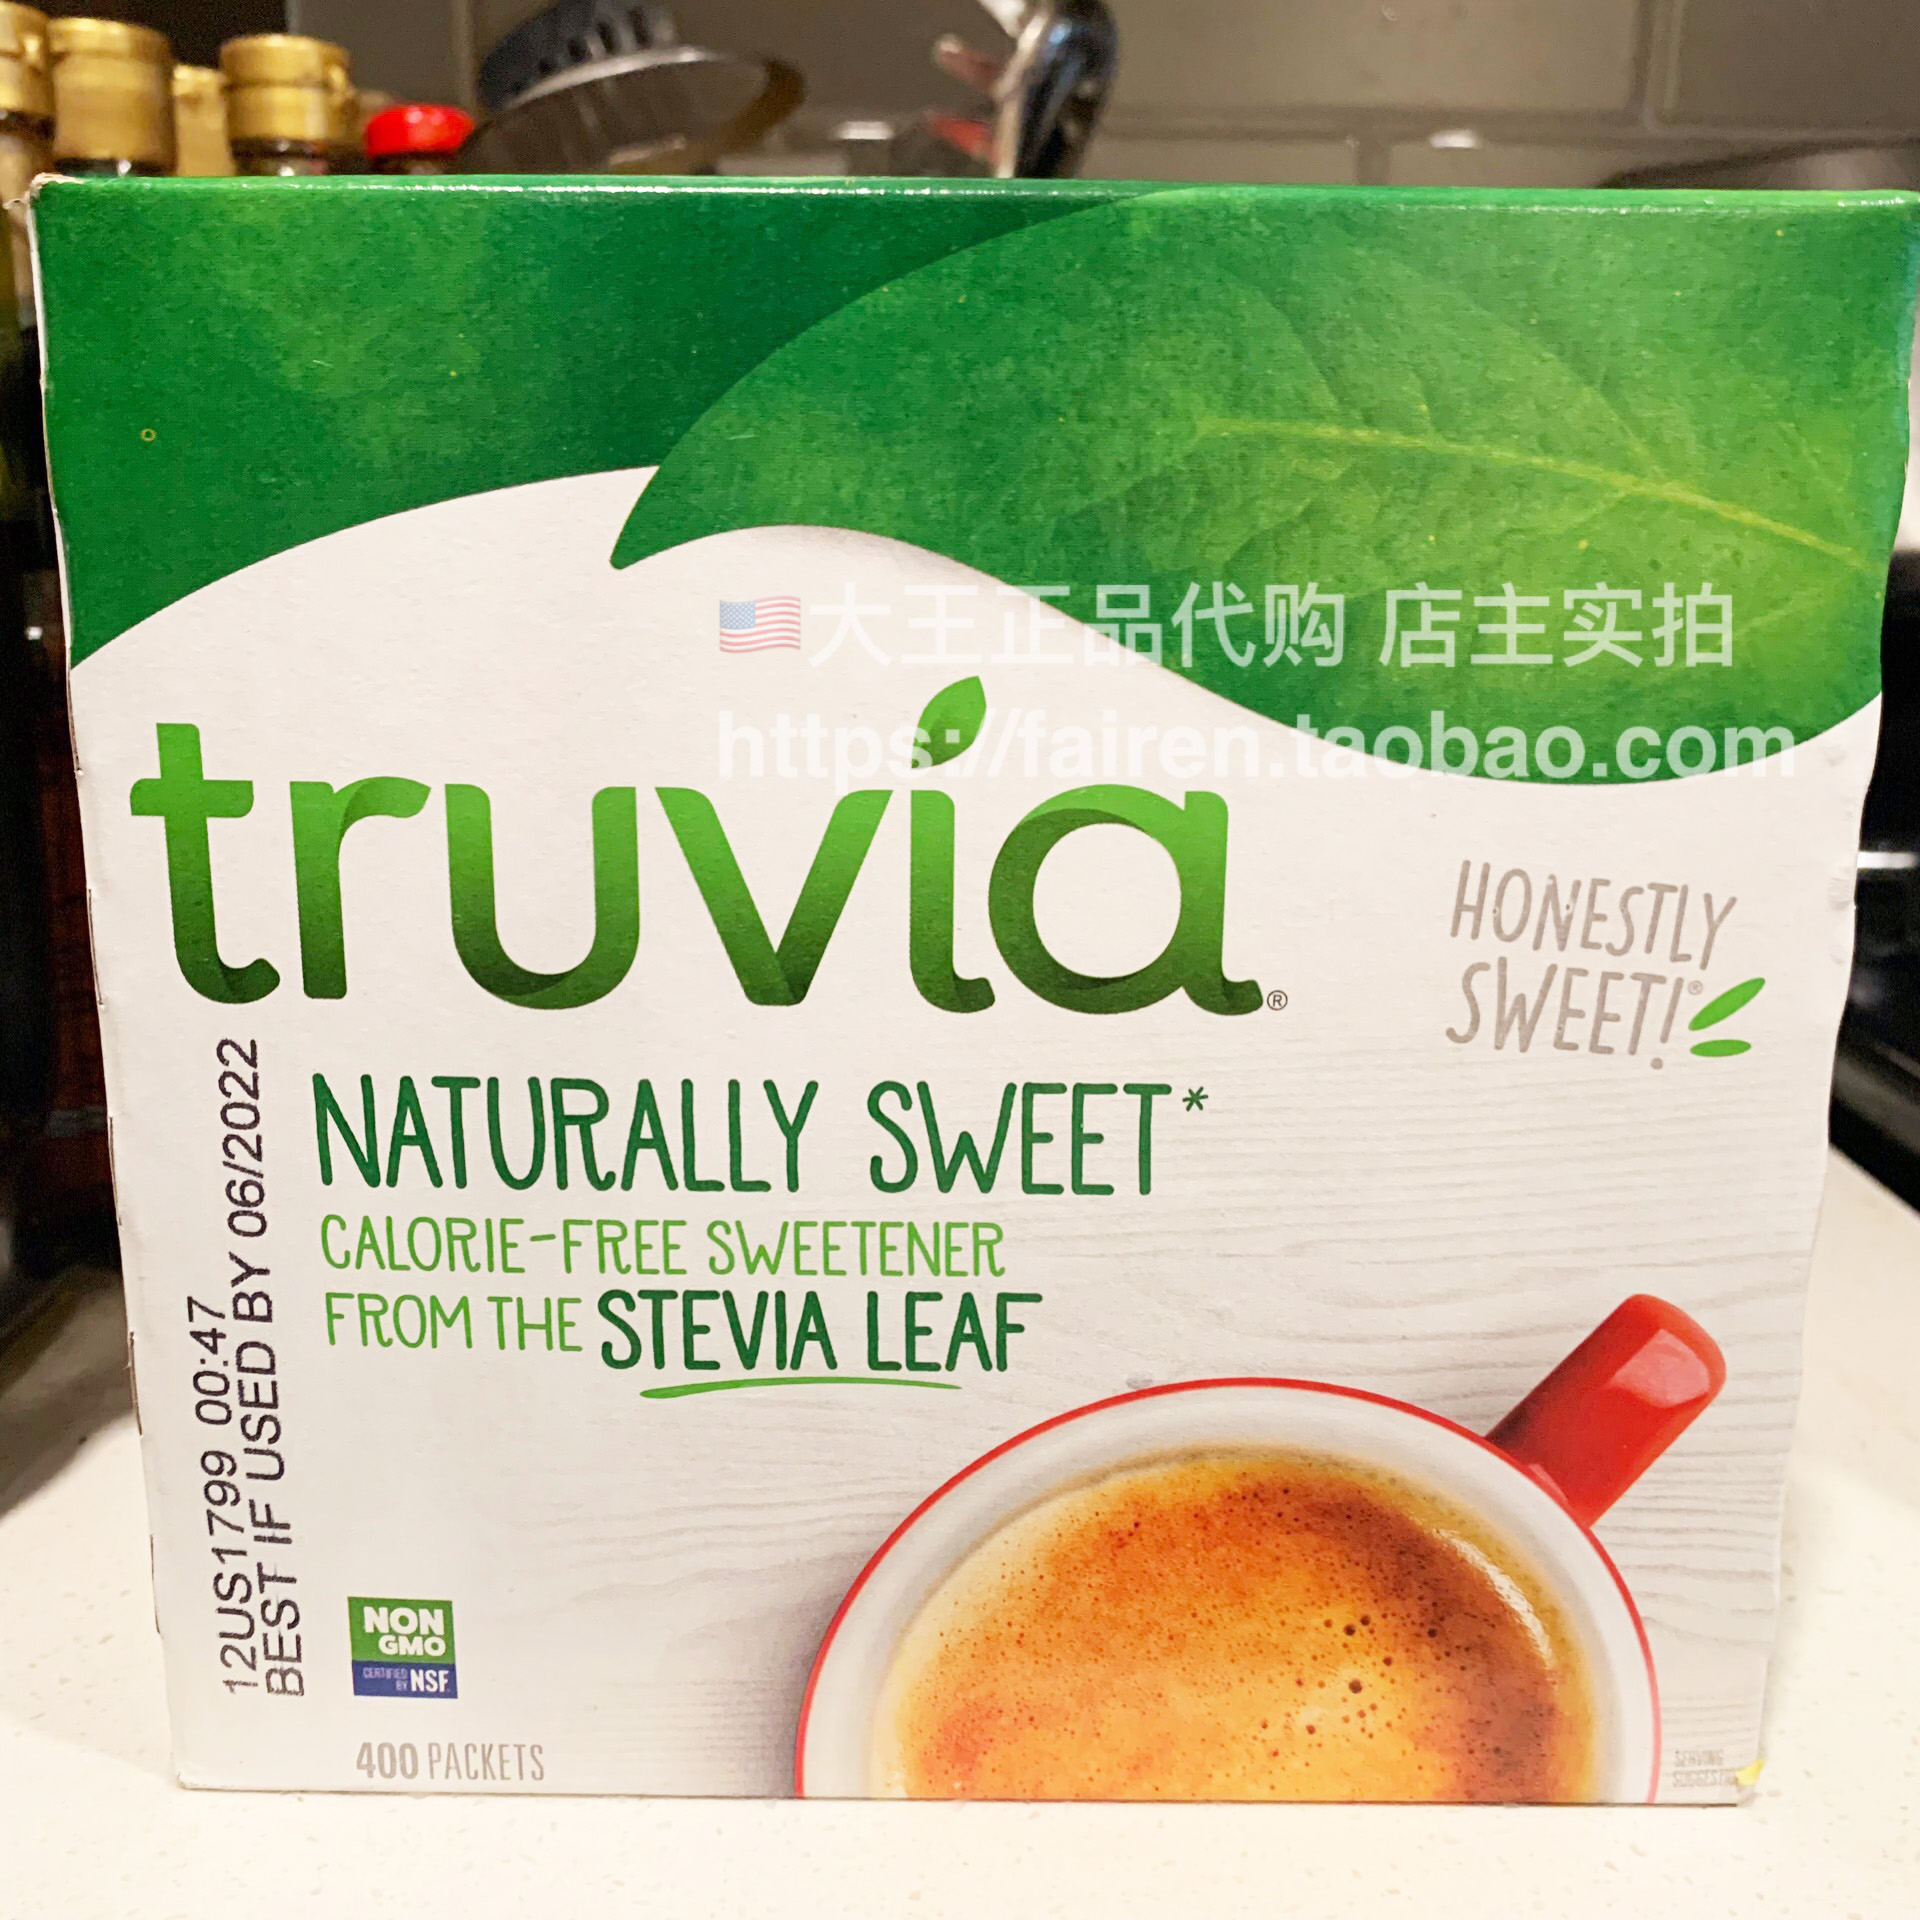 🇺🇸大王正品代购 店主实拍
https://fairen.taobao.com
truvia®
HONESTLY
SWEET!®
NATURALLY SWEET*
CALORIE-FREE SWEETENER
FROM THE STEVIA LEAF
12US1799 00:47
BEST IF USED BY 06/2022
NON
GMO
CERTIFIED
BY NSF
400 PACKETS
SERVING